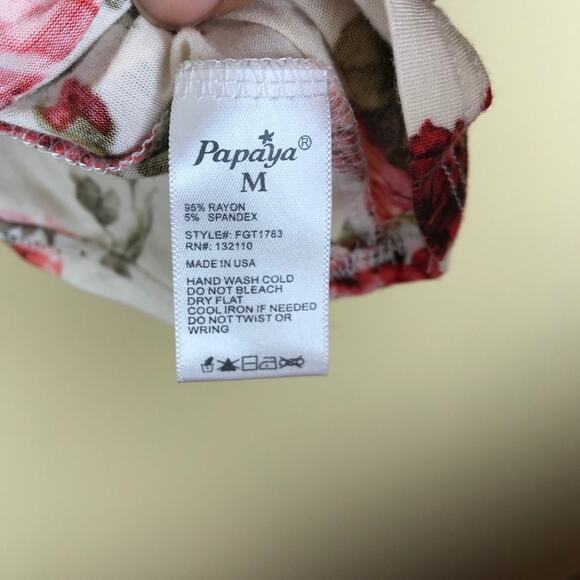 Papaya®
M
95% RAYON
5% SPANDEX
STYLE#: FGT1783
RN#: 132110
MADE IN USA
HAND WASH COLD
DO NOT BLEACH
DRY FLAT
COOL IRON IF NEEDED
DO NOT TWIST OR
WRING